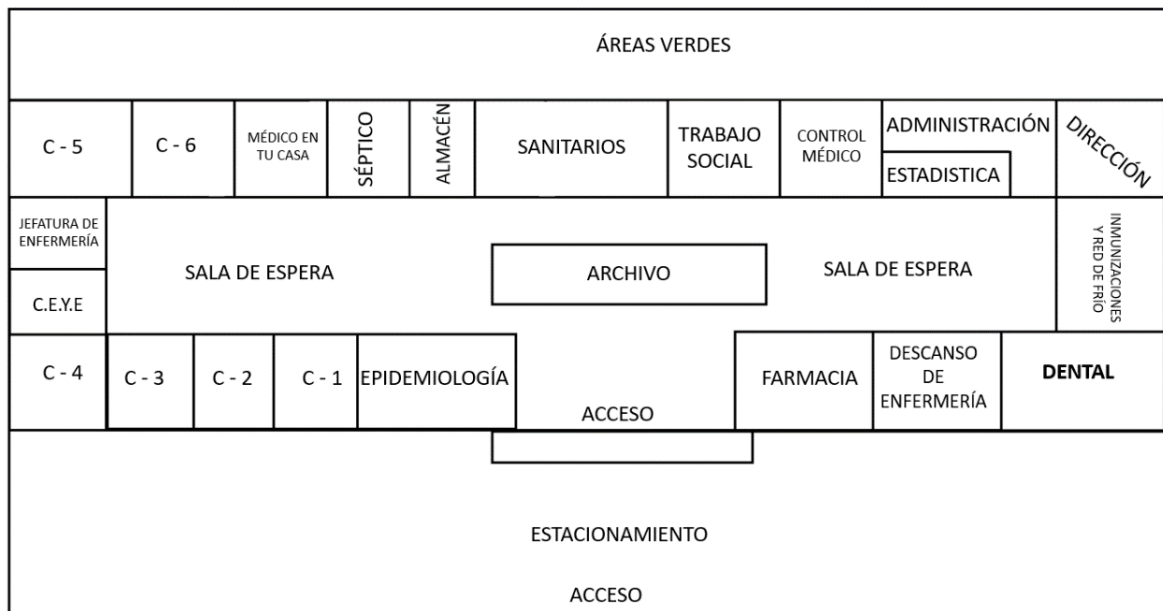 ÁREAS VERDES
C - 5
C - 6
MÉDICO EN
TU CASA
SÉPTICO
ALMACÉN
SANITARIOS
TRABAJO
SOCIAL
CONTROL
MÉDICO
ADMINISTRACIÓN
ESTADISTICA
DIRECCIÓN
JEFATURA DE
ENFERMERÍA
C.E.Y.E
SALA DE ESPERA
ARCHIVO
SALA DE ESPERA
INMUNIZACIONES
Y RED DE FRÍO
C - 4
C - 3
C - 2
C - 1
EPIDEMIOLOGÍA
ACCESO
FARMACIA
DESCANSO
DE
ENFERMERÍA
DENTAL
ESTACIONAMIENTO
ACCESO